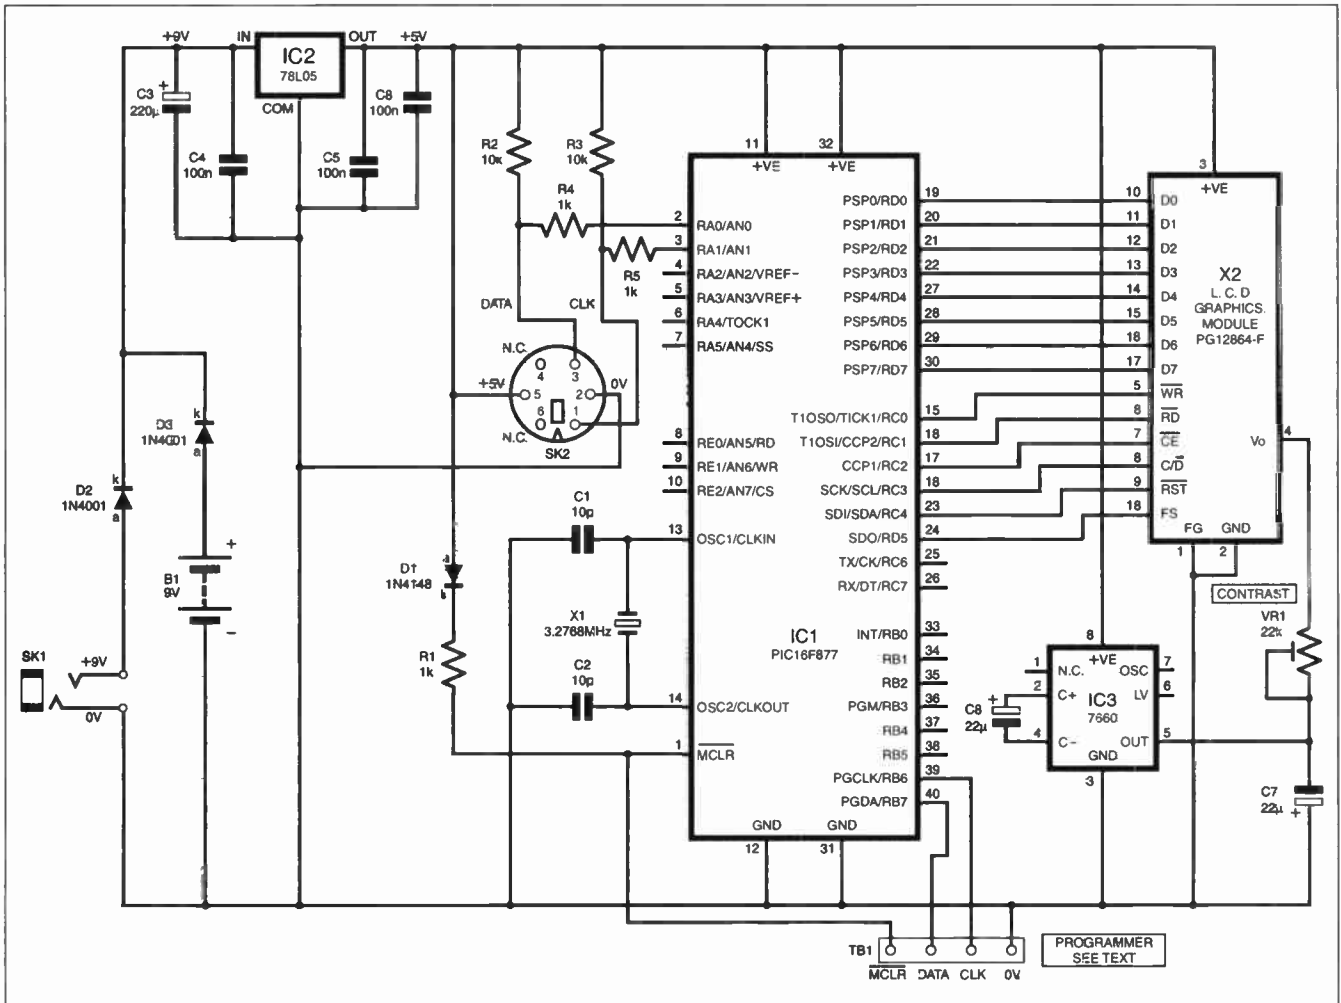 +9V
IN
IC2
78L05
OUT
+5V
COM
C3
220µ
+
C4
100n
C5
100n
C8
100n
R2
10k
R3
10k
R4
1k
R5
1k
DATA
CLK
N.C.
+5V
0V
4
3
5
2
6
1
N.C.
SK2
D3
1N4001
k
a
D2
1N4001
k
a
B1
9V
+
−
SK1
+9V
0V
D1
1N4148
R1
1k
C1
10p
X1
3.2768MHz
C2
10p
11
+VE
32
+VE
2 RA0/AN0
3 RA1/AN1
4 RA2/AN2/VREF−
5 RA3/AN3/VREF+
6 RA4/TOCK1
7 RA5/AN4/SS
8 RE0/AN5/RD
9 RE1/AN6/WR
10 RE2/AN7/CS
13 OSC1/CLKIN
14 OSC2/CLKOUT
1 MCLR
IC1
PIC16F877
PSP0/RD0 19
PSP1/RD1 20
PSP2/RD2 21
PSP3/RD3 22
PSP4/RD4 27
PSP5/RD5 28
PSP6/RD6 29
PSP7/RD7 30
T1OSO/TICK1/RC0 15
T1OSI/CCP2/RC1 18
CCP1/RC2 17
SCK/SCL/RC3 18
SDI/SDA/RC4 23
SDO/RD5 24
TX/CK/RC6 25
RX/DT/RC7 26
INT/RB0 33
RB1 34
RB2 35
PGM/RB3 36
RB4 37
RB5 38
PGCLK/RB6 39
PGDA/RB7 40
GND
12
GND
31
3
+VE
10 D0
11 D1
12 D2
13 D3
14 D4
15 D5
18 D6
17 D7
5 WR
6 RD
7 CE
8 C/D
9 RST
18 FS
X2
L.C.D
GRAPHICS
MODULE
PG12864-F
Vo
4
FG
GND
1
2
CONTRAST
VR1
22k
8
+VE
1 N.C.
2 C+
4 C−
OSC 7
LV 6
OUT 5
IC3
7660
GND
3
C8
22µ
+
C7
22µ
+
TB1
MCLR DATA CLK 0V
PROGRAMMER
SEE TEXT